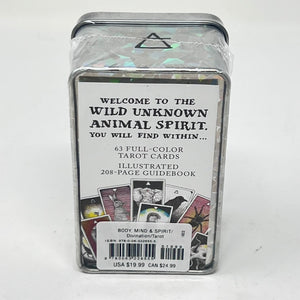 WELCOME TO THE
WILD UNKNOWN
ANIMAL SPIRIT.
YOU WILL FIND WITHIN...
63 FULL-COLOR
TAROT CARDS
ILLUSTRATED
208-PAGE GUIDEBOOK
BODY, MIND & SPIRIT/
Divination/Tarot
USA $19.99 CAN $24.99